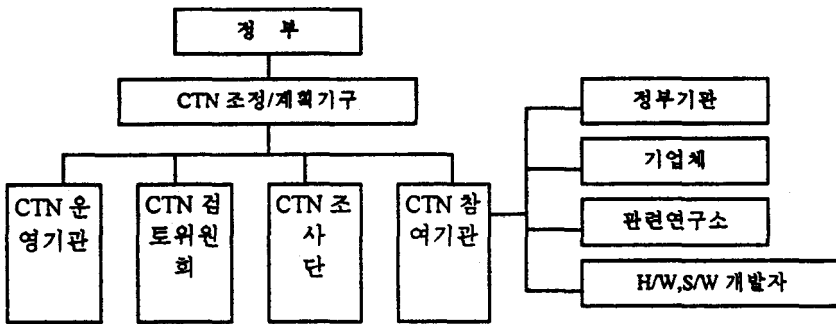 정 부
CTN 조정/계획기구
정부기관
기업체
관련연구소
H/W,S/W 개발자
CTN 운
영기관
CTN 검
토위원
회
CTN 조
사
단
CTN 참
여기관